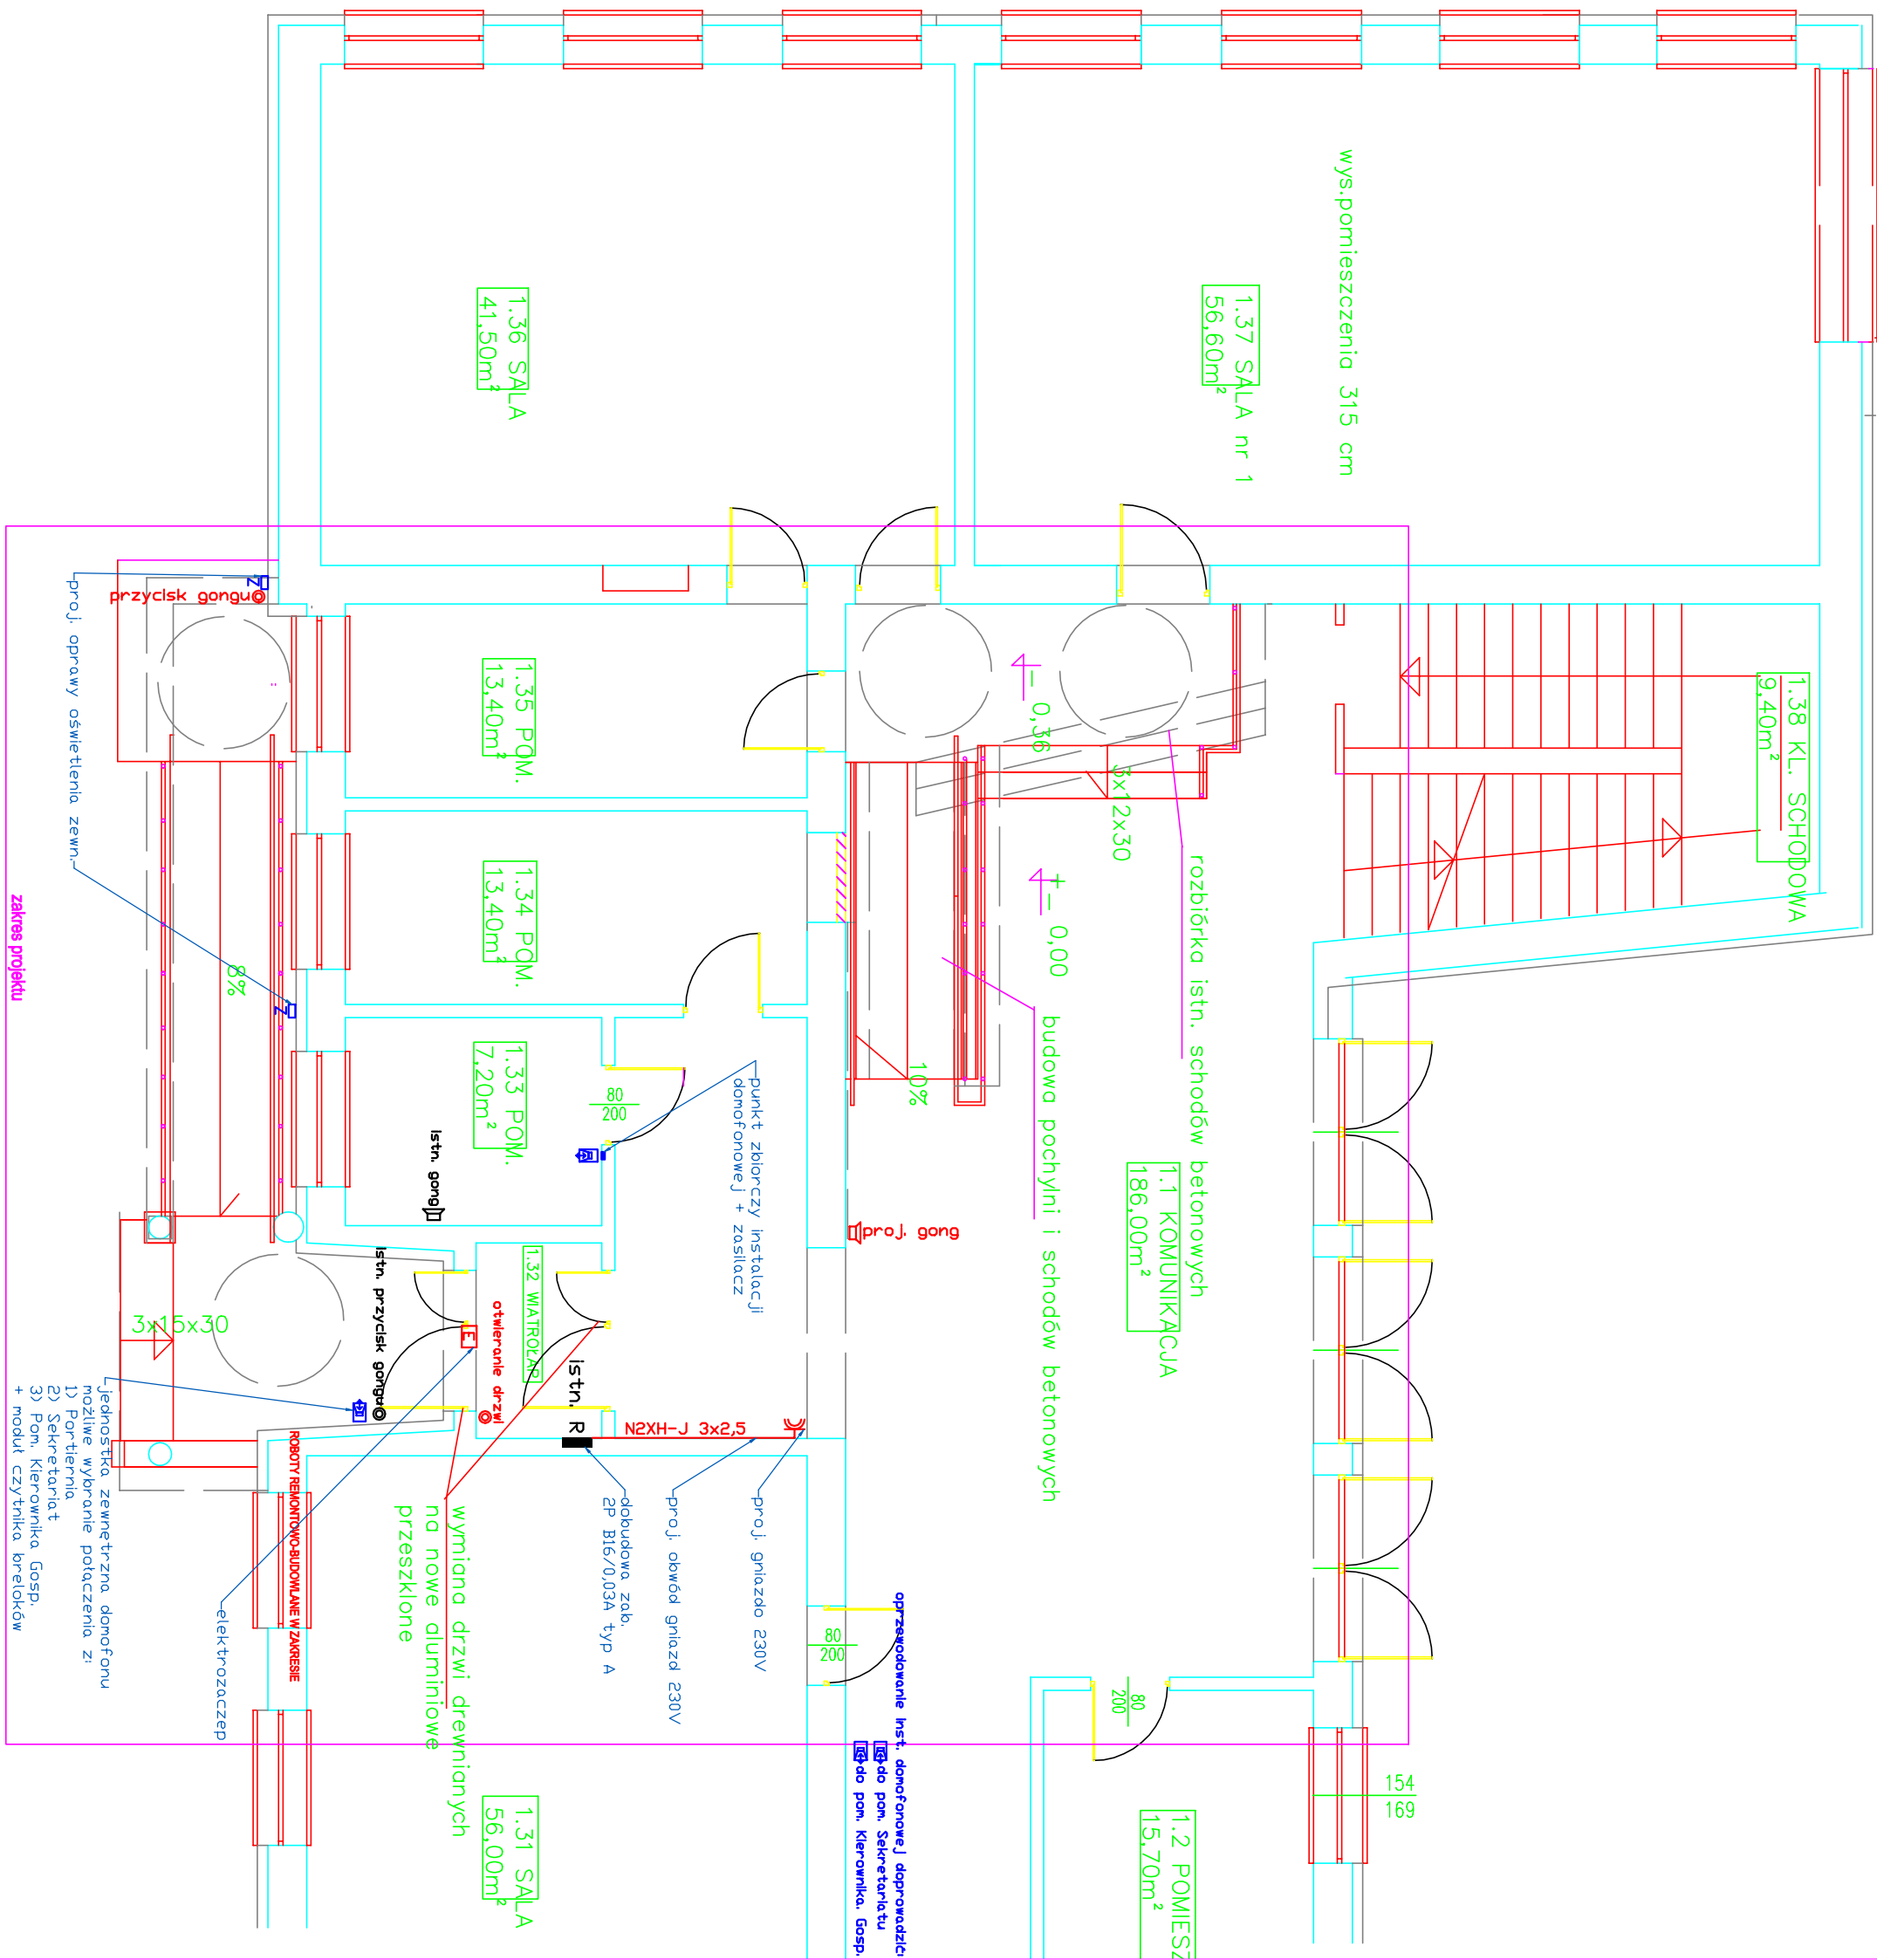 wys.pomieszczenia 315 cm
1.37 SALA nr 1
56,60m²
1.36 SALA
41,50m²
1.38 KL. SCHODOWA
9,40m²
1.35 POM.
13,40m²
1.34 POM.
13,40m²
1.33 POM.
7,20m²
1.32 WIATROŁAP
1.1 KOMUNIKACJA
186,00m²
1.31 SALA
56,00m²
1.2 POMIESZ
15,70m²
-0,36
3x12x30
+- 0,00
rozbiórka istn. schodów betonowych
budowa pochylni i schodów betonowych
10%
8%
3x15x30
80
200
80
200
80
200
154
169
przycisk gongu
Z
Z
proj. oprawy oświetlenia zewn.
zakres projektu
punkt zbiorczy instalacji
domofonowej + zasilacz
istn. gong
proj. gong
istn. przycisk gongu
otwieranie drzwi
E
istn. R
N2XH-J 3x2,5
proj. gniazdo 230V
proj. obwód gniazd 230V
dobudowa zab.
2P B16/0,03A typ A
wymiana drzwi drewnianych
na nowe aluminiowe
przeszklone
elektrozaczep
ROBOTY REMONTOWO-BUDOWLANE W ZAKRESIE
jednostka zewnętrzna domofonu
możliwe wybranie połączenia z:
1) Portiernia
2) Sekretariat
3) Pom. Kierownika Gosp.
+ moduł czytnika breloków
oprzewodowanie inst. domofonowej doprowadzić:
do pom. Sekretariatu
do pom. Kierownika. Gosp.